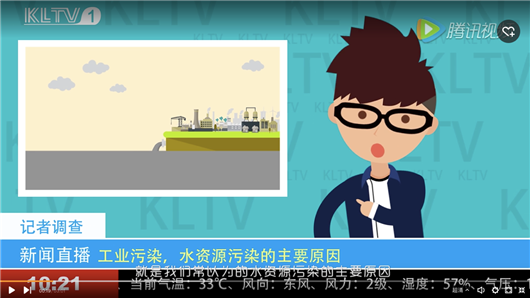 KLTV 1
腾讯视
KLTV
记者调查
新闻直播 工业污染，水资源污染的主要原因
就是我们常认为的水资源污染的主要原因
10:21 当前气温：33℃、风向：东风、风力：2级、湿度：57%、气压：